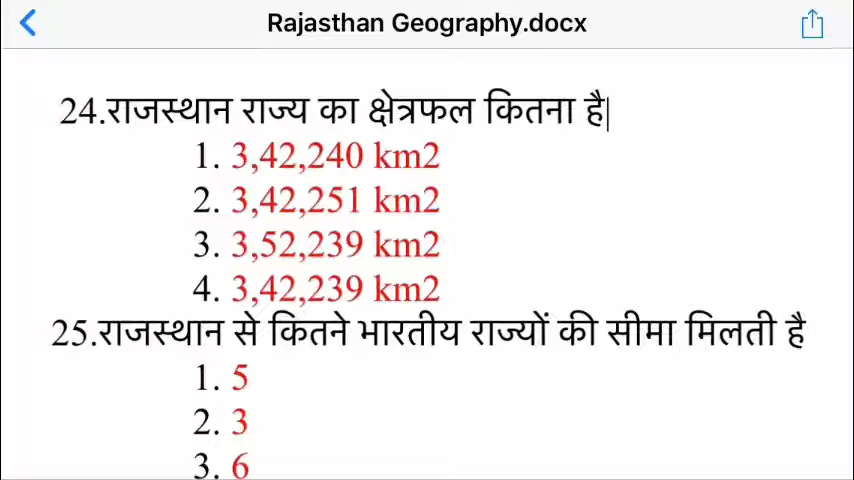 Rajasthan Geography.docx
24.राजस्थान राज्य का क्षेत्रफल कितना है|
1. 3,42,240 km2
2. 3,42,251 km2
3. 3,52,239 km2
4. 3,42,239 km2
25.राजस्थान से कितने भारतीय राज्यों की सीमा मिलती है
1. 5
2. 3
3. 6